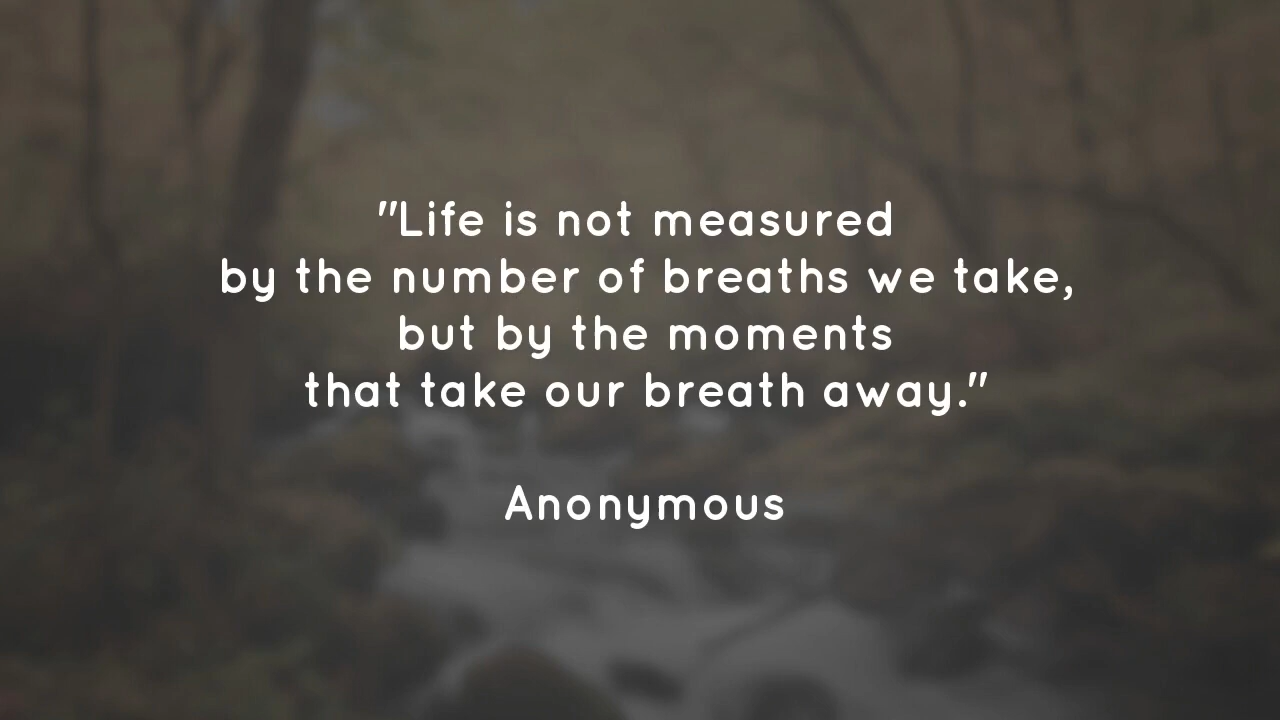 "Life is not measured
by the number of breaths we take,
but by the moments
that take our breath away."
Anonymous